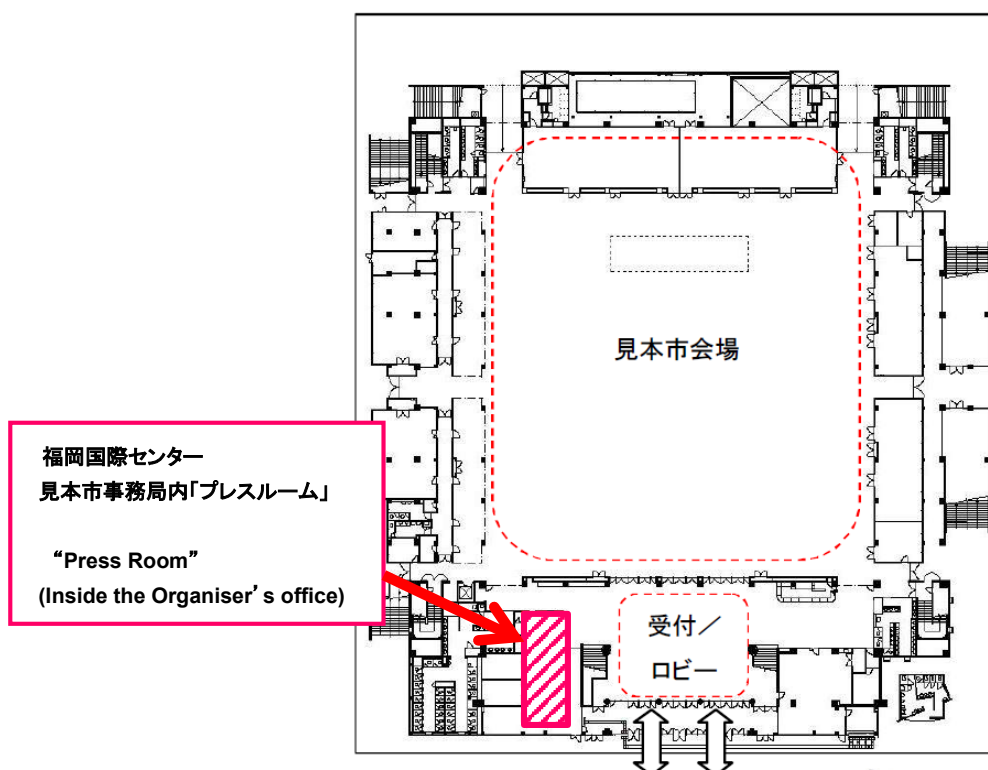 見本市会場
福岡国際センター
見本市事務局内「プレスルーム」
“Press Room”
(Inside the Organiser’s office)
受付／
ロビー